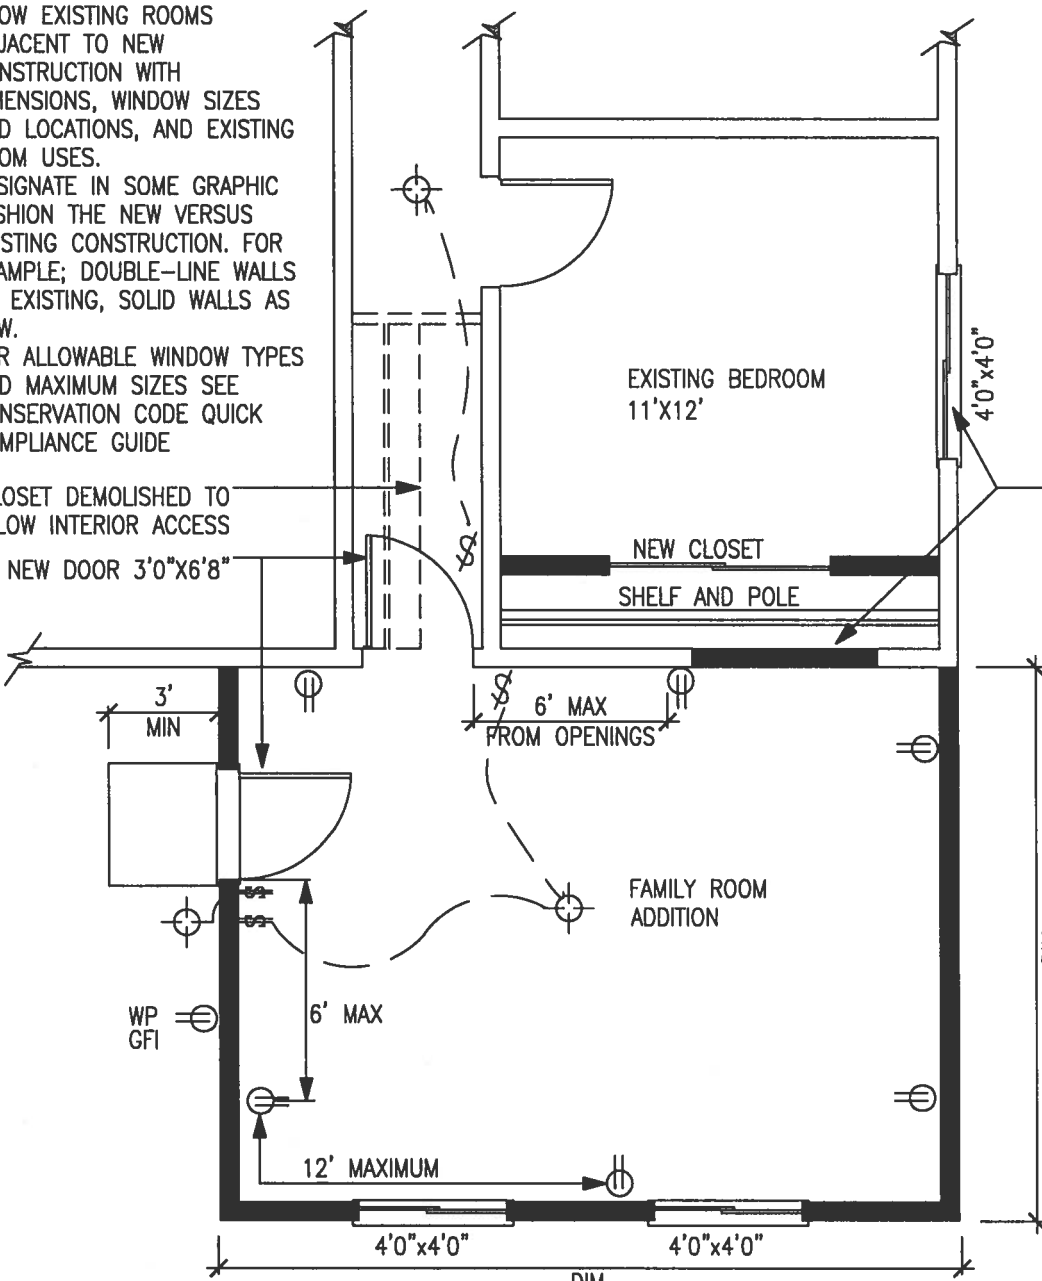 OW EXISTING ROOMS
JACENT TO NEW
NSTRUCTION WITH
MENSIONS, WINDOW SIZES
D LOCATIONS, AND EXISTING
OM USES.
SIGNATE IN SOME GRAPHIC
SHION THE NEW VERSUS
ISTING CONSTRUCTION. FOR
AMPLE; DOUBLE-LINE WALLS
EXISTING, SOLID WALLS AS
W.
R ALLOWABLE WINDOW TYPES
D MAXIMUM SIZES SEE
NSERVATION CODE QUICK
MPLIANCE GUIDE
LOSET DEMOLISHED TO
LOW INTERIOR ACCESS
NEW DOOR 3'0"X6'8"
EXISTING BEDROOM
11'X12'
4'0"x4'0"
NEW CLOSET
SHELF AND POLE
$
$
3'
MIN
6' MAX
FROM OPENINGS
$
$
FAMILY ROOM
ADDITION
WP
GFI
6' MAX
12' MAXIMUM
4'0"x4'0"
4'0"x4'0"
DIM